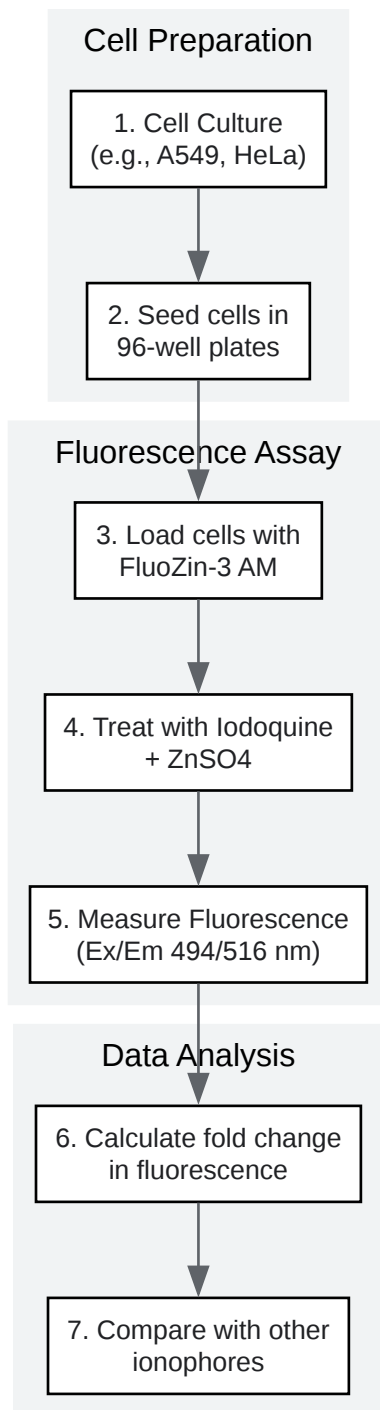 Cell Preparation
1. Cell Culture
(e.g., A549, HeLa)
2. Seed cells in
96-well plates
Fluorescence Assay
3. Load cells with
FluoZin-3 AM
4. Treat with Iodoquine
+ ZnSO4
5. Measure Fluorescence
(Ex/Em 494/516 nm)
Data Analysis
6. Calculate fold change
in fluorescence
7. Compare with other
ionophores